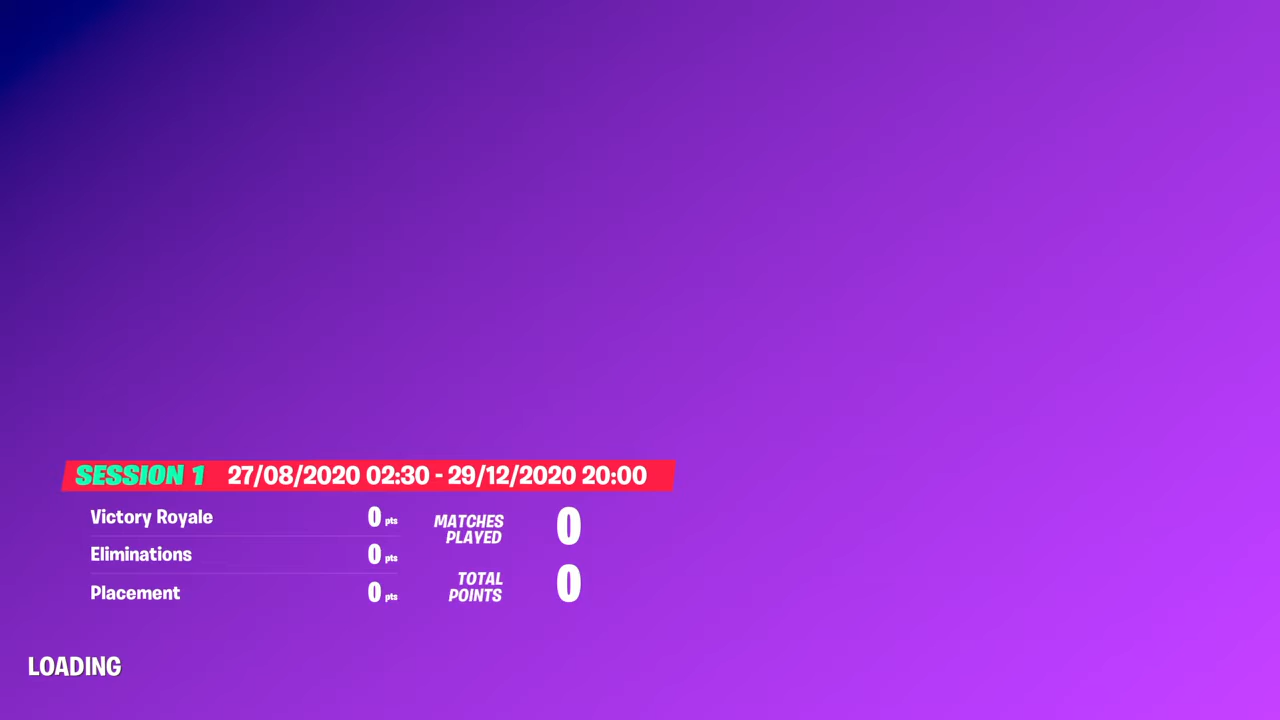 SESSION 1 27/08/2020 02:30 - 29/12/2020 20:00
Victory Royale 0 pts
Eliminations 0 pts
Placement 0 pts
MATCHES
PLAYED 0
TOTAL
POINTS 0
LOADING